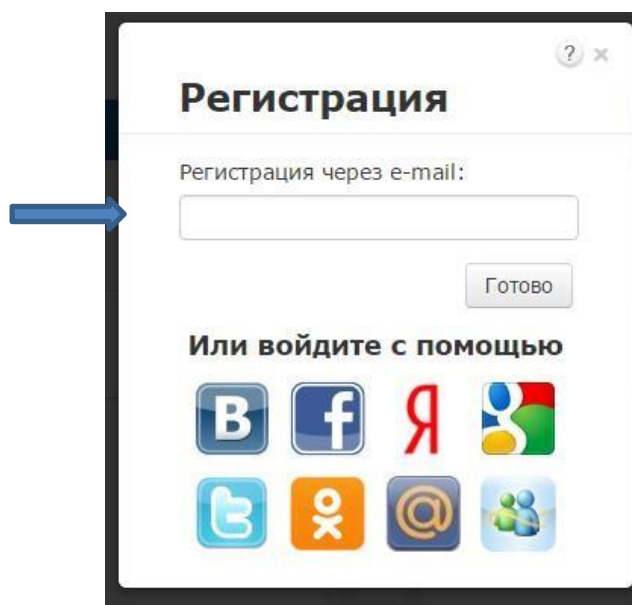 ?
Регистрация
Регистрация через e-mail:
Готово
Или войдите с помощью
В f Я g
t @